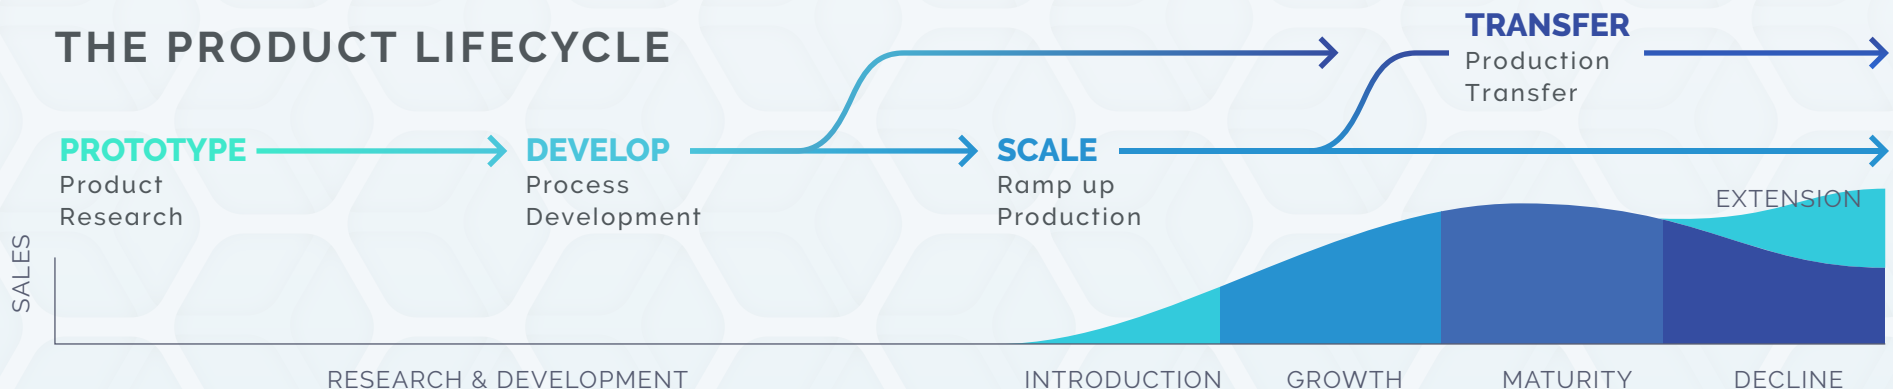 THE PRODUCT LIFECYCLE
TRANSFER
Production
Transfer
PROTOTYPE
Product
Research
DEVELOP
Process
Development
SCALE
Ramp up
Production
EXTENSION
SALES
RESEARCH & DEVELOPMENT
INTRODUCTION
GROWTH
MATURITY
DECLINE